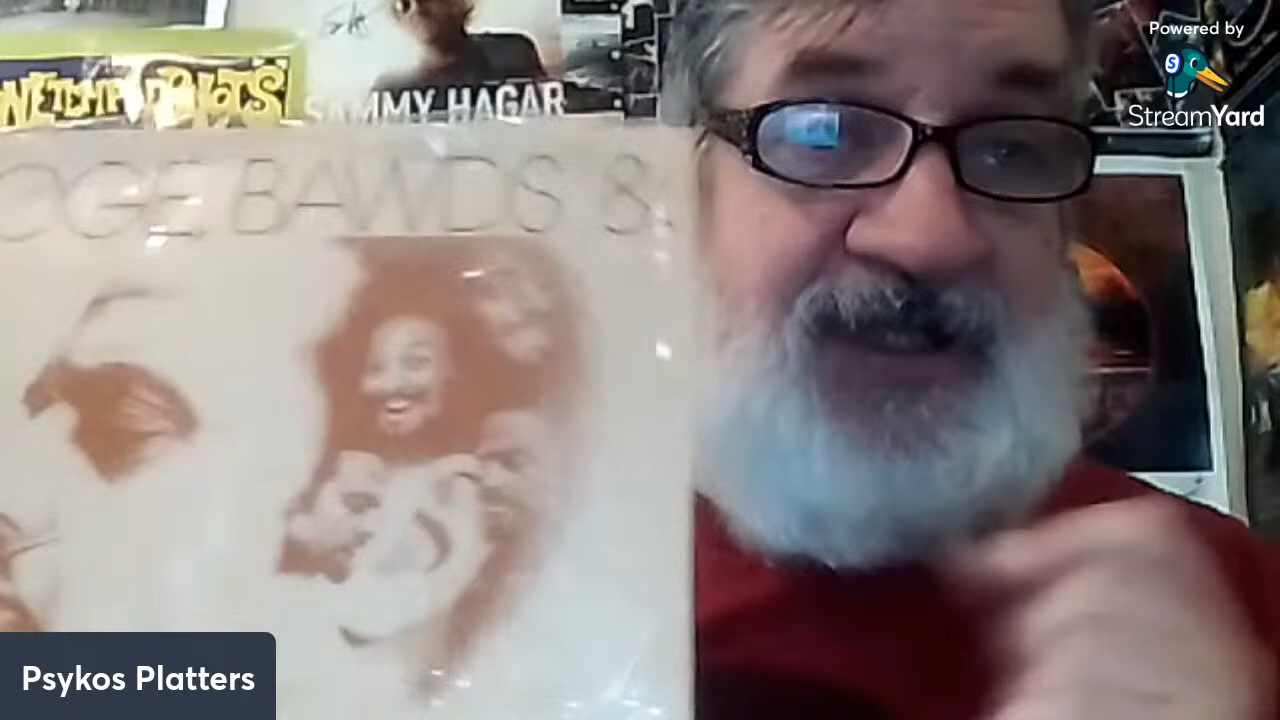 Powered by
StreamYard
SAMMY HAGAR
OGE BAWDS &
Psykos Platters